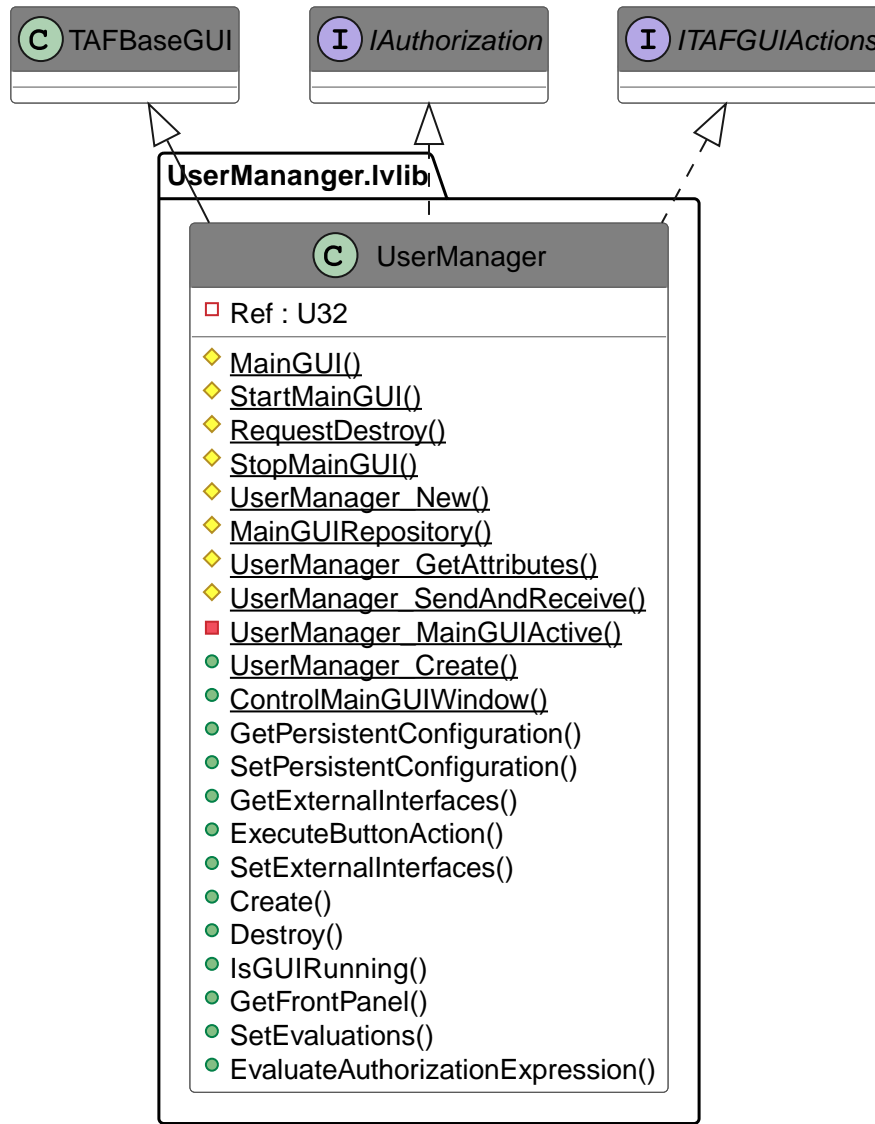 C TAFBaseGUI
I IAuthorization
I ITAFGUIActions
UserMananger.lvlib
C UserManager
Ref : U32
MainGUI()
StartMainGUI()
RequestDestroy()
StopMainGUI()
UserManager_New()
MainGUIRepository()
UserManager_GetAttributes()
UserManager_SendAndReceive()
UserManager_MainGUIActive()
UserManager_Create()
ControlMainGUIWindow()
GetPersistentConfiguration()
SetPersistentConfiguration()
GetExternalInterfaces()
ExecuteButtonAction()
SetExternalInterfaces()
Create()
Destroy()
IsGUIRunning()
GetFrontPanel()
SetEvaluations()
EvaluateAuthorizationExpression()